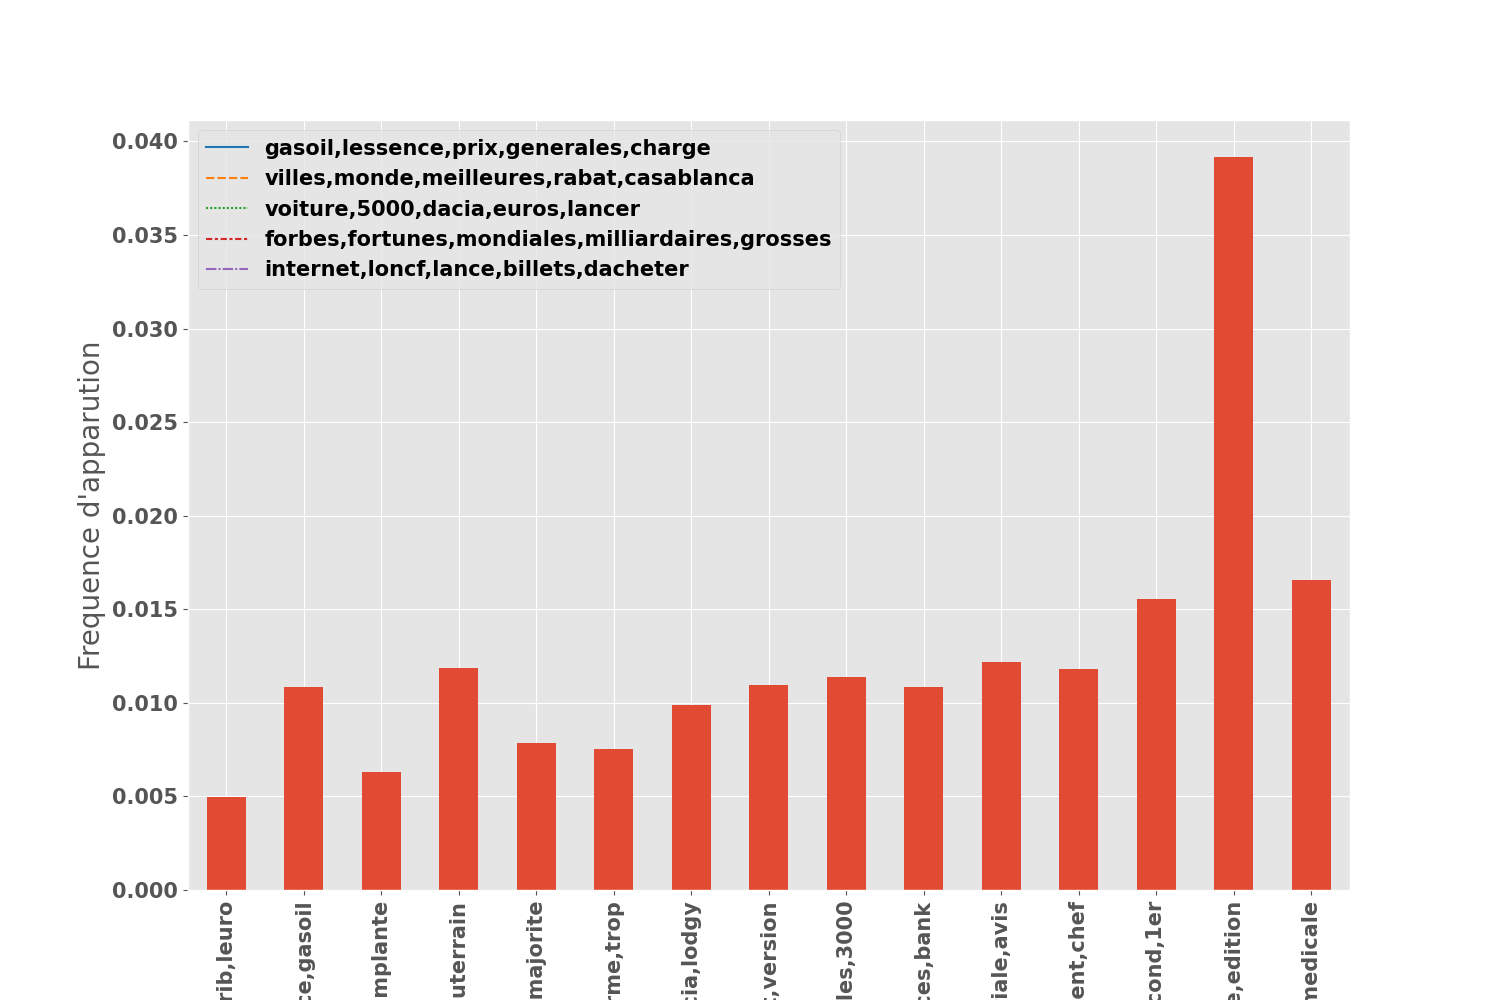 gasoil,lessence,prix,generales,charge
villes,monde,meilleures,rabat,casablanca
voiture,5000,dacia,euros,lancer
forbes,fortunes,mondiales,milliardaires,grosses
internet,loncf,lance,billets,dacheter
Frequence d'apparution
0.040
0.035
0.030
0.025
0.020
0.015
0.010
0.005
0.000
rib,leuro
ce,gasoil
mplante
uterrain
majorite
rme,trop
cia,lodgy
,version
les,3000
ces,bank
iale,avis
ent,chef
cond,1er
e,edition
medicale